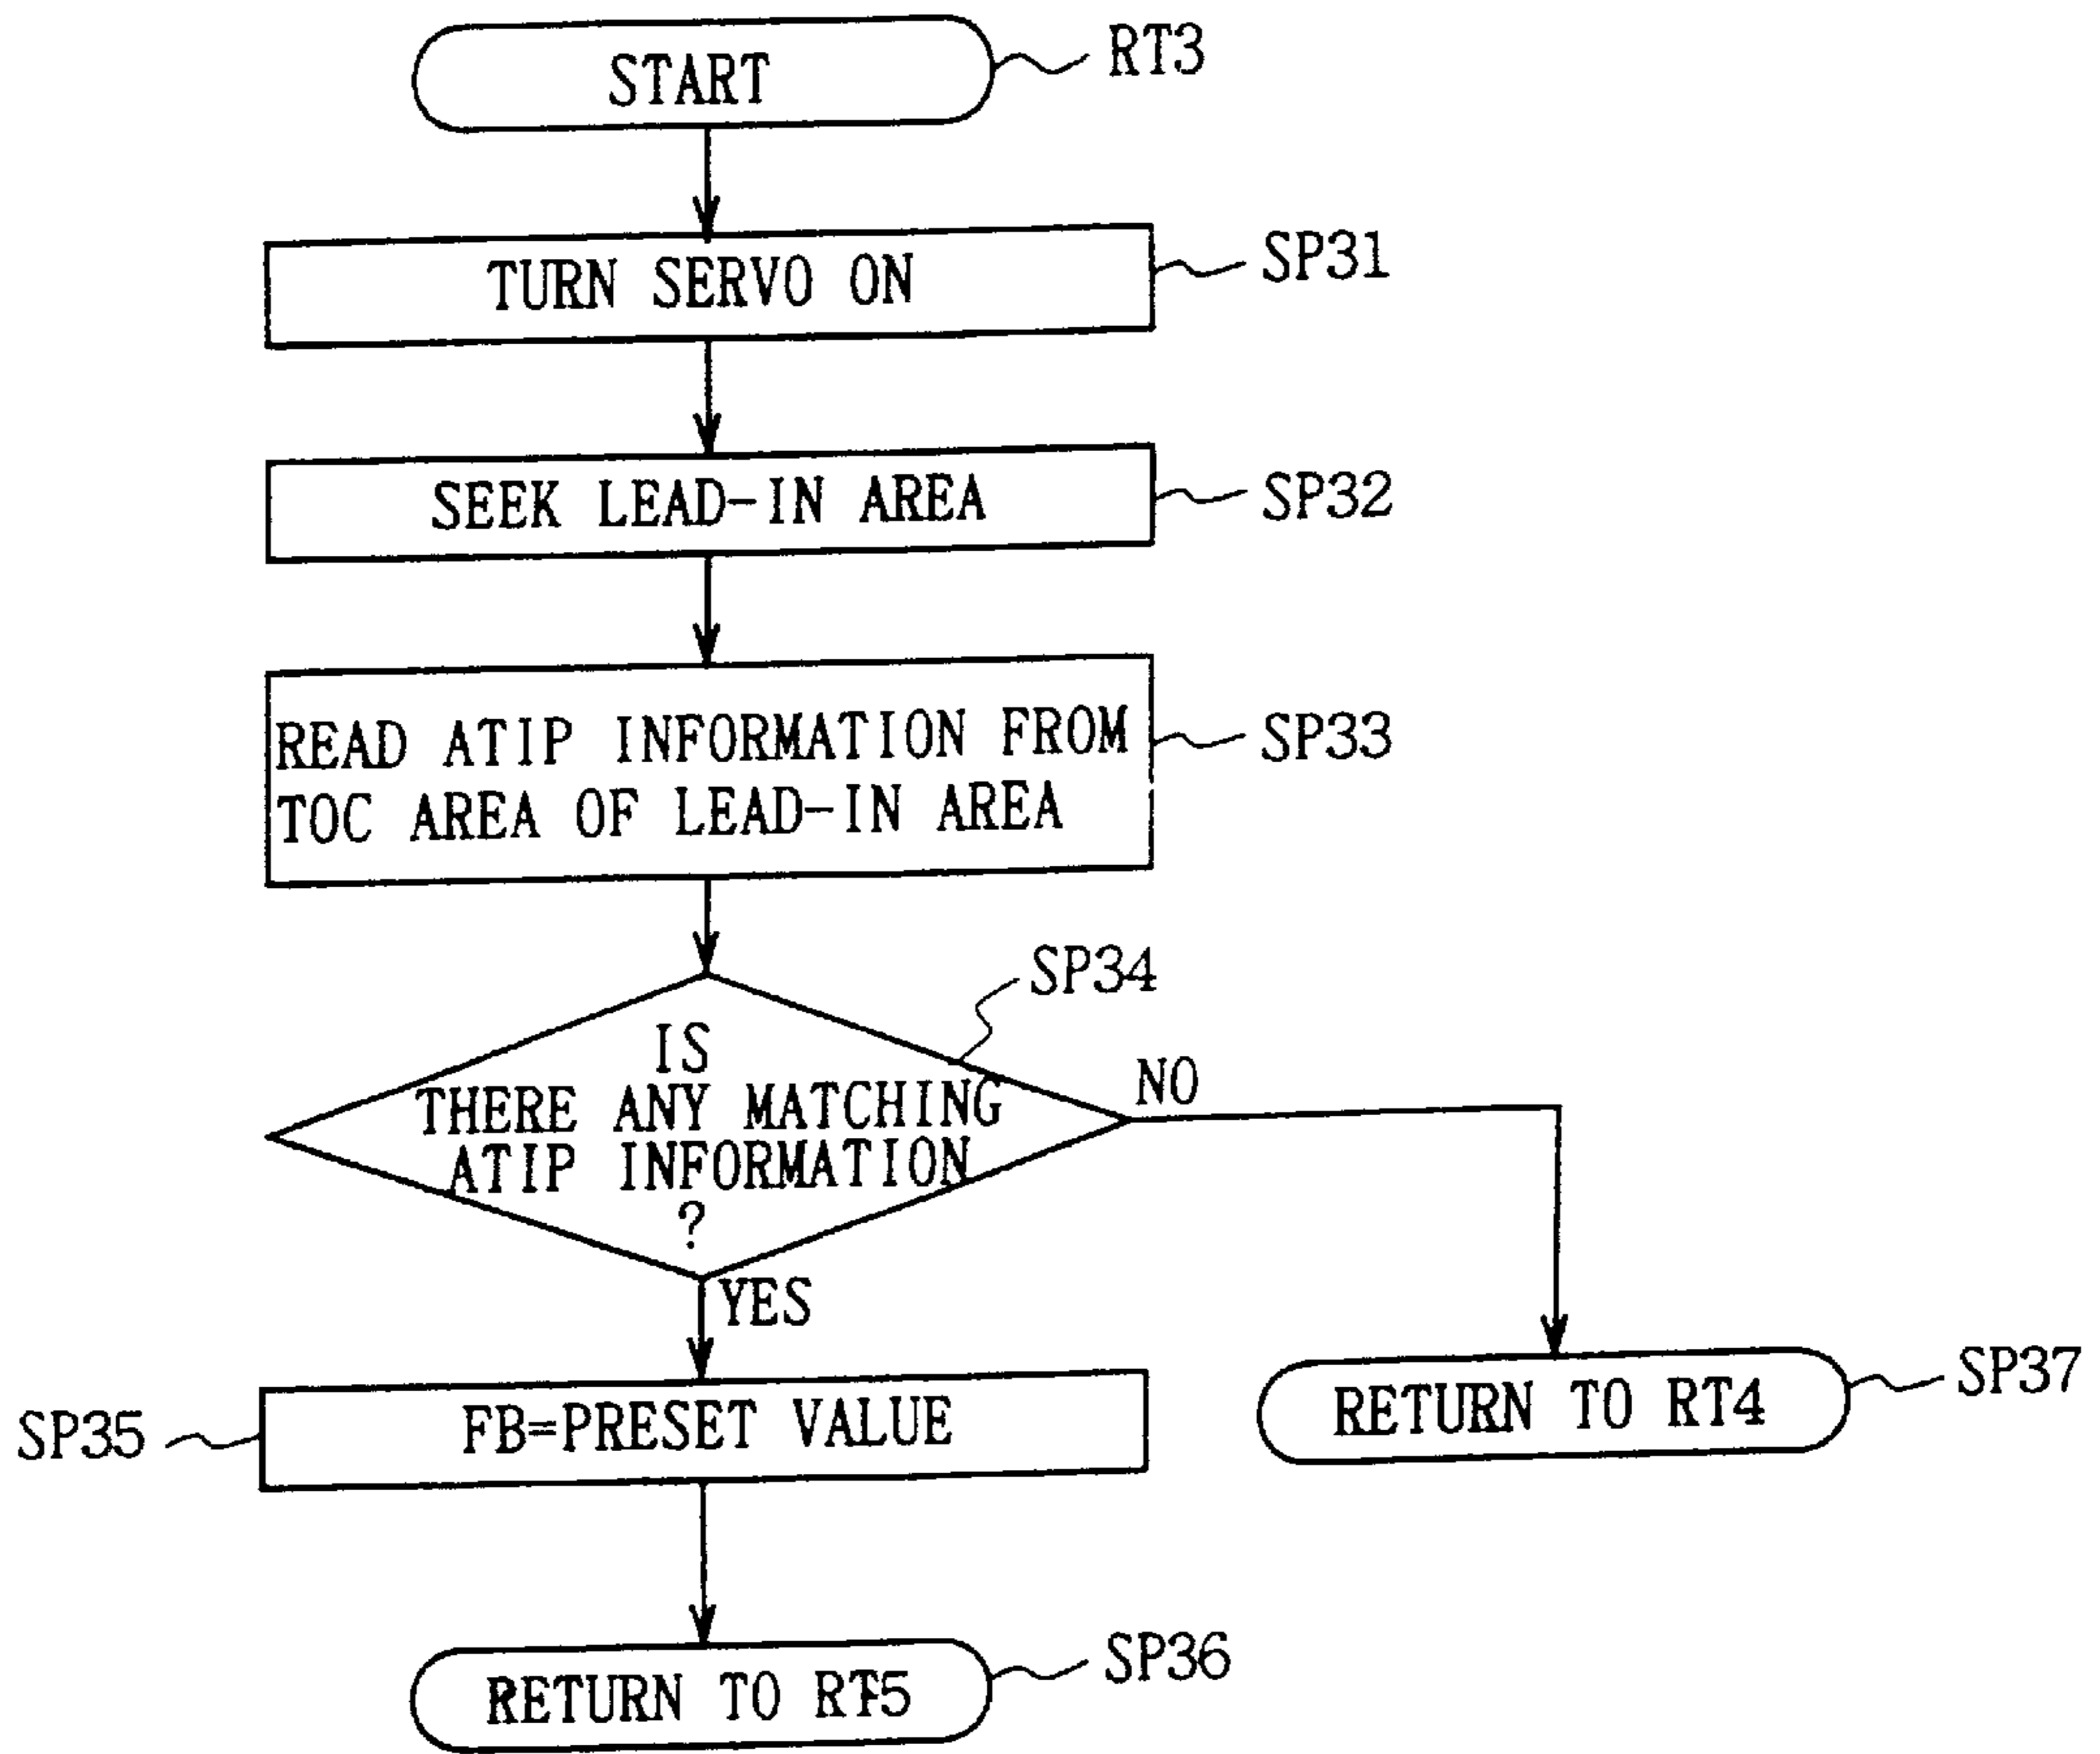 START
RT3
TURN SERVO ON
SP31
SEEK LEAD-IN AREA
SP32
READ ATIP INFORMATION FROM
TOC AREA OF LEAD-IN AREA
SP33
SP34
IS
THERE ANY MATCHING
ATIP INFORMATION
?
NO
YES
SP35
FB=PRESET VALUE
RETURN TO RT4
SP37
RETURN TO RT5
SP36